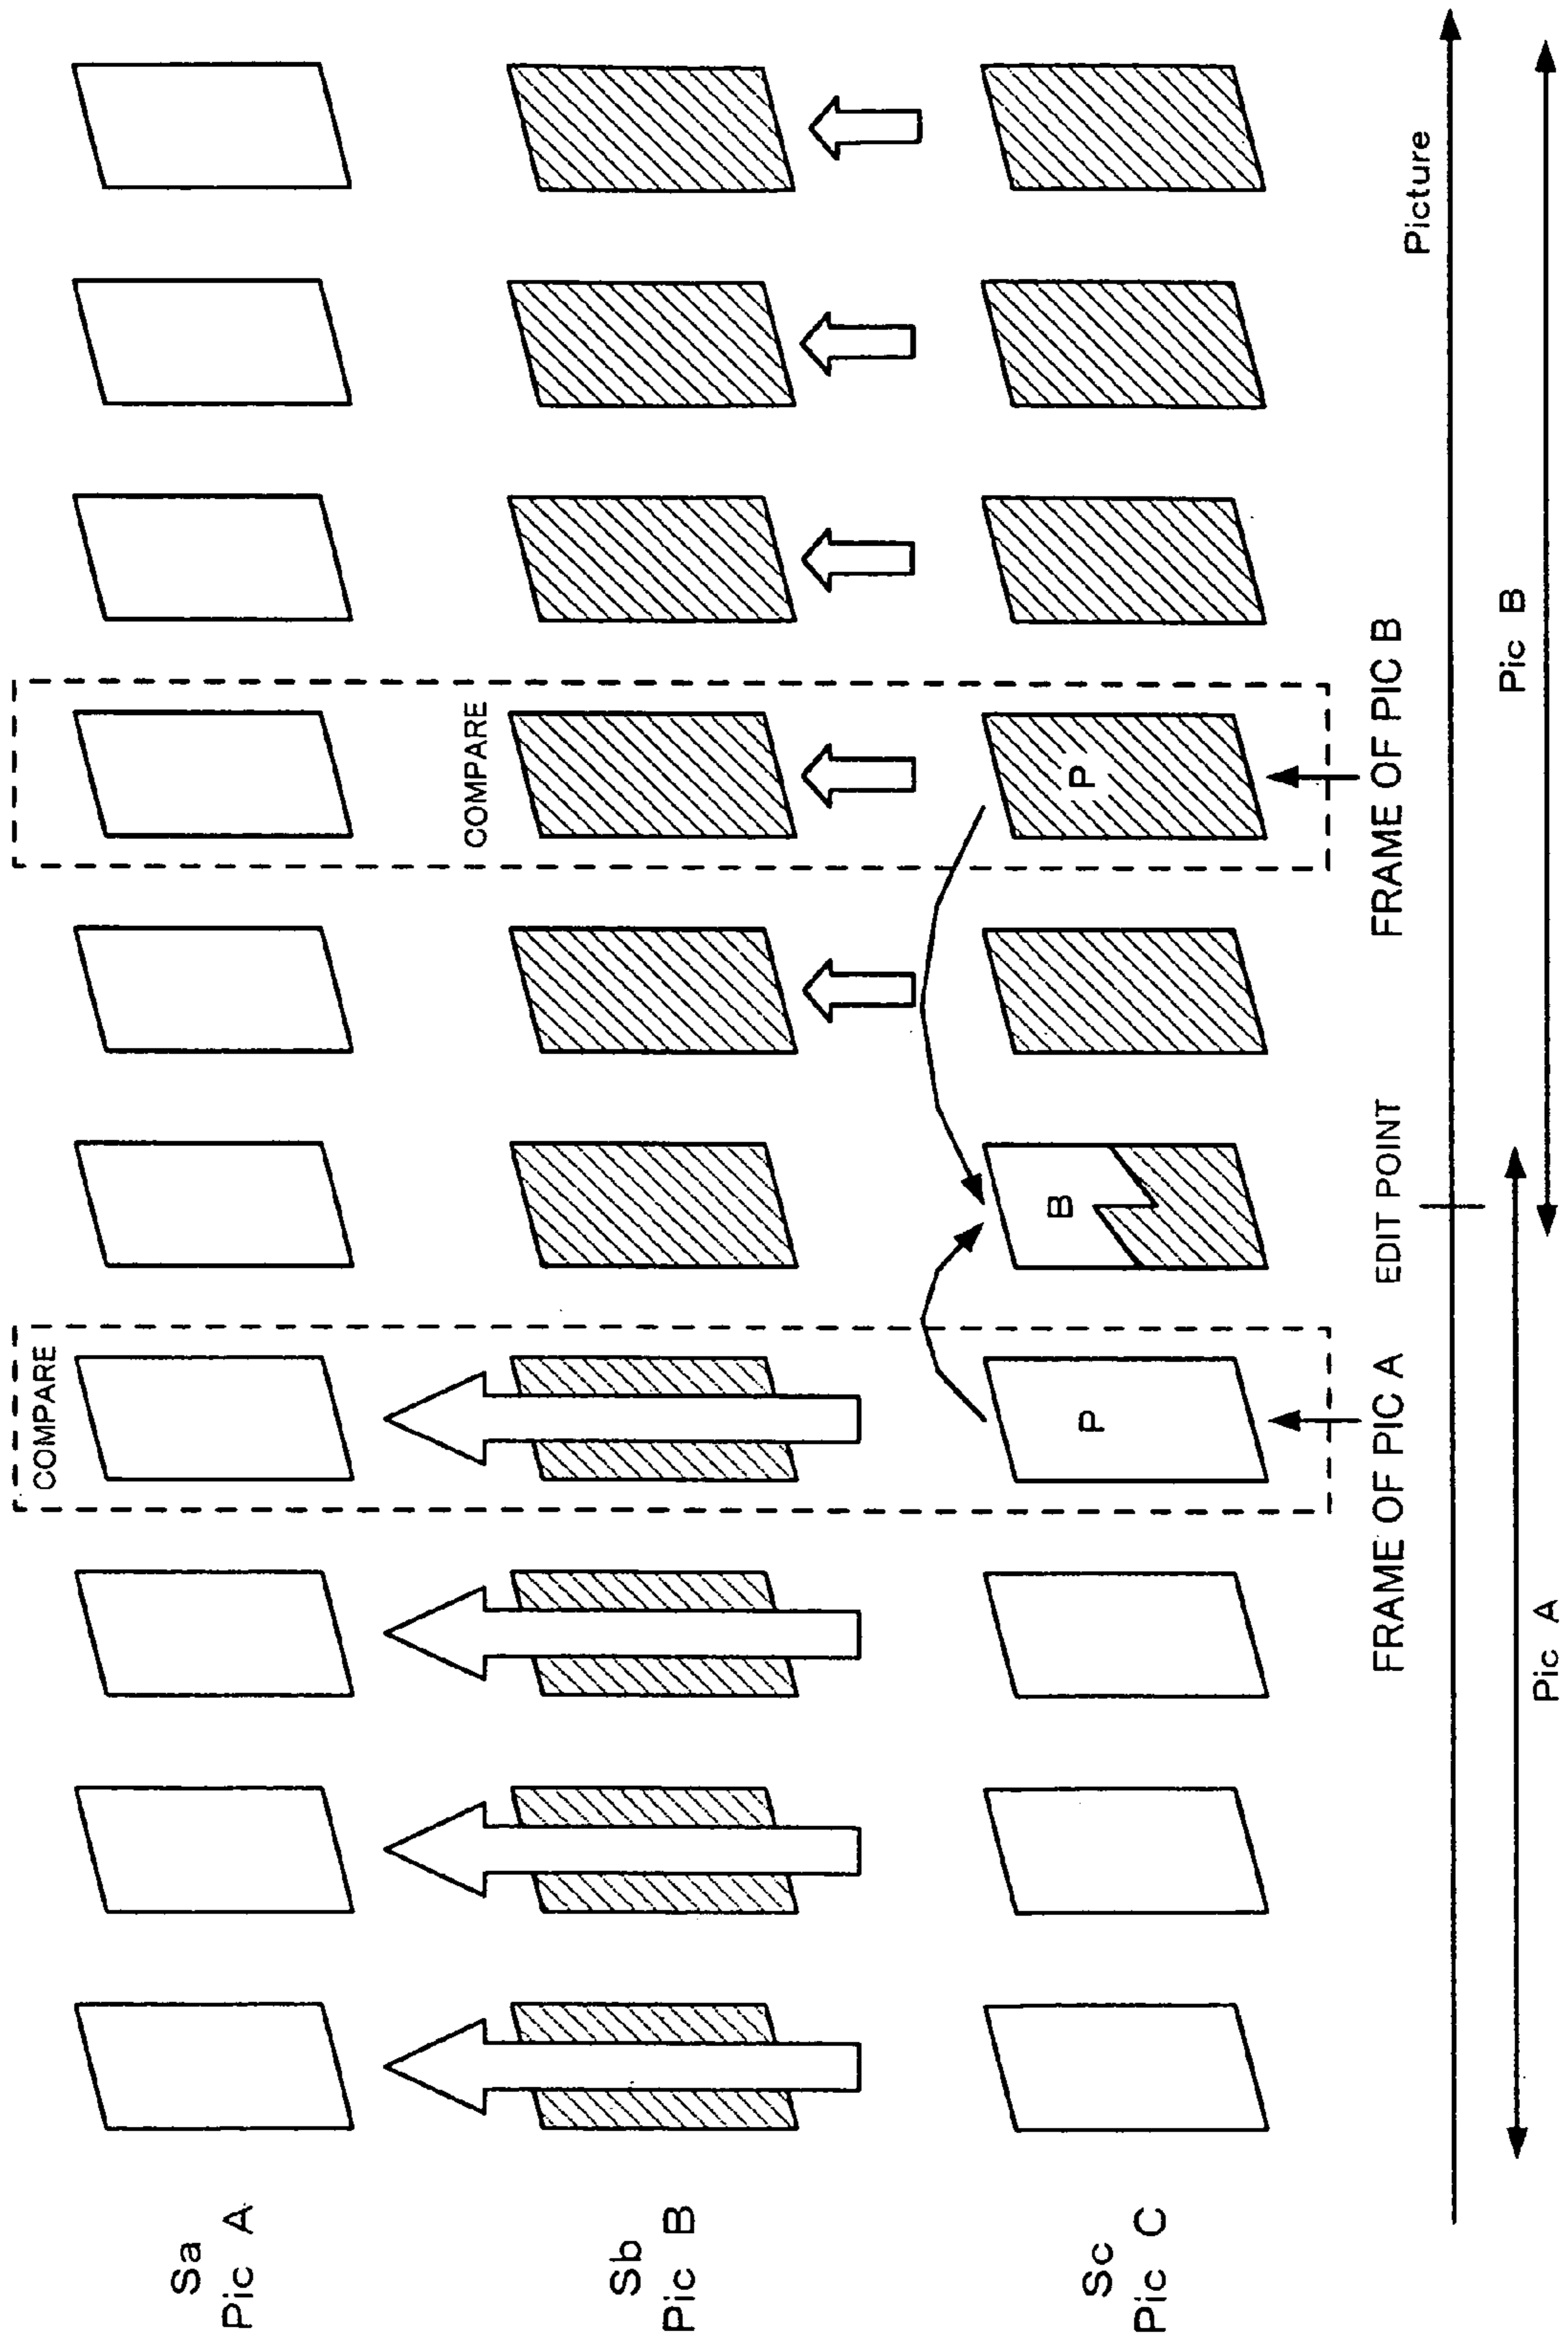 Sa
Pic A
COMPARE
Sb
Pic B
COMPARE
Sc
Pic C
P
B
P
FRAME OF PIC A
EDIT POINT
FRAME OF PIC B
Picture
Pic B
Pic A